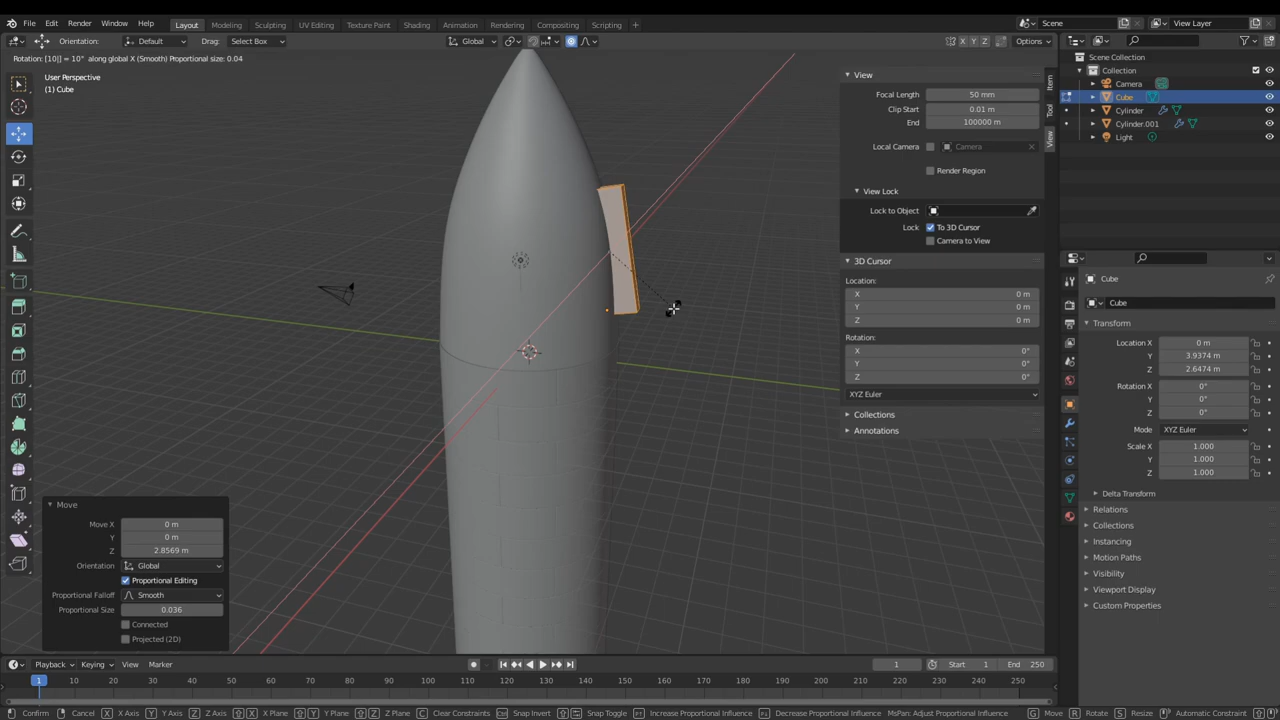 File Edit Render Window Help Layout Modeling Sculpting UV Editing Texture Paint Shading Animation Rendering Compositing Scripting + Scene View Layer
Orientation: Default Drag: Select Box Global X Y Z Options
Rotation: [10|] = 10° along global X (Smooth) Proportional size: 0.04
User Perspective
(1) Cube
View
Focal Length 50 mm
Clip Start 0.01 m
End 100000 m
Local Camera Camera
Render Region
View Lock
Lock to Object
Lock To 3D Cursor
Camera to View
3D Cursor
Location:
X 0 m
Y 0 m
Z 0 m
Rotation:
X 0°
Y 0°
Z 0°
XYZ Euler
Collections
Annotations
Item
Tool
View
Scene Collection
Collection
Camera
Cube
Cylinder
Cylinder.001
Light
Cube
Cube
Transform
Location X 0 m
Y 3.9374 m
Z 2.6474 m
Rotation X 0°
Y 0°
Z 0°
Mode XYZ Euler
Scale X 1.000
Y 1.000
Z 1.000
Delta Transform
Relations
Collections
Instancing
Motion Paths
Visibility
Viewport Display
Custom Properties
Move
Move X 0 m
Y 0 m
Z 2.8569 m
Orientation Global
Proportional Editing
Proportional Falloff Smooth
Proportional Size 0.036
Connected
Projected (2D)
Playback Keying View Marker 1 Start 1 End 250
1 10 20 30 40 50 60 70 80 90 100 110 120 130 140 150 160 170 180 190 200 210 220 230 240 250
Confirm Cancel X X Axis Y Y Axis Z Z Axis X X Plane Y Y Plane Z Z Plane C Clear Constraints Snap Invert Snap Toggle Increase Proportional Influence Decrease Proportional Influence MsPan: Adjust Proportional Influence G Move R Rotate S Resize Automatic Constraint